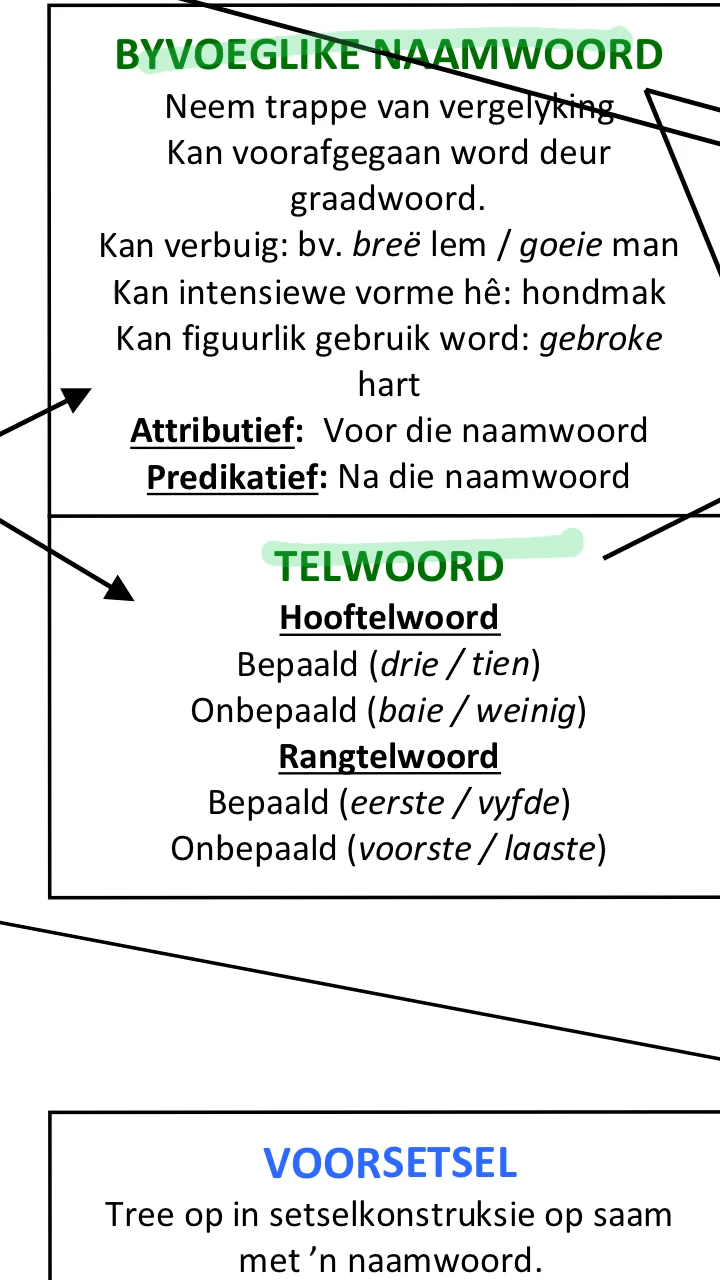 BYVOEGLIKE NAAMWOORD
Neem trappe van vergelyking
Kan voorafgegaan word deur
graadwoord.
Kan verbuig: bv. breë lem / goeie man
Kan intensiewe vorme hê: hondmak
Kan figuurlik gebruik word: gebroke
hart
Attributief:  Voor die naamwoord
Predikatief: Na die naamwoord
TELWOORD
Hooftelwoord
Bepaald (drie / tien)
Onbepaald (baie / weinig)
Rangtelwoord
Bepaald (eerste / vyfde)
Onbepaald (voorste / laaste)
VOORSETSEL
Tree op in setselkonstruksie op saam
met ’n naamwoord.